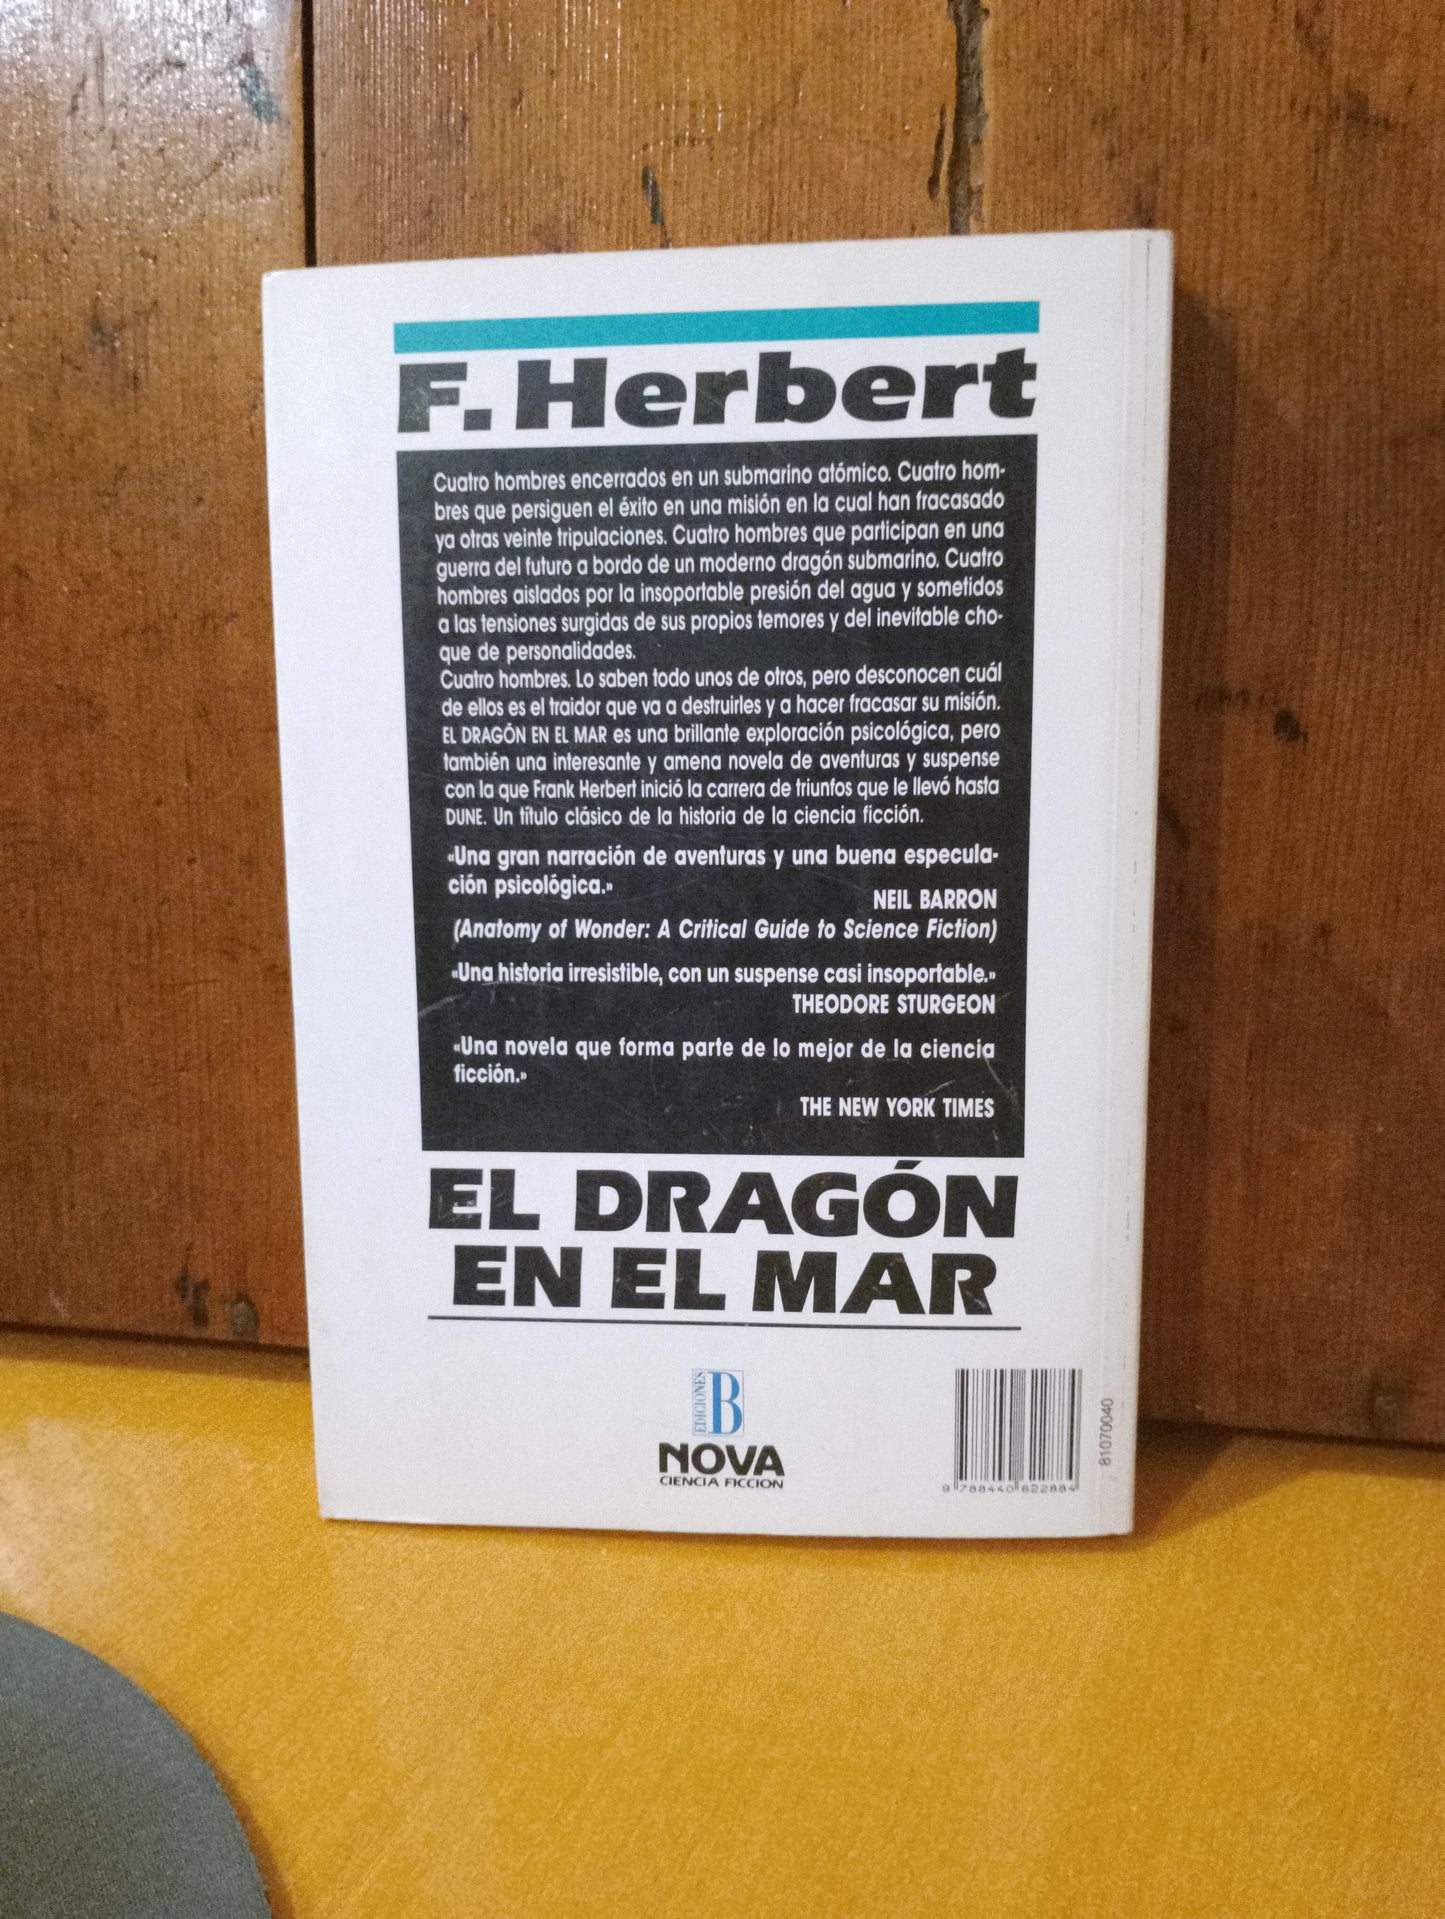 F. Herbert
Cuatro hombres encerrados en un submarino atómico. Cuatro hom-
bres que persiguen el éxito en una misión en la cual han fracasado
ya otras veinte tripulaciones. Cuatro hombres que participan en una
guerra del futuro a bordo de un moderno dragón submarino. Cuatro
hombres aislados por la insoportable presión del agua y sometidos
a las tensiones surgidas de sus propios temores y del inevitable cho-
que de personalidades.
Cuatro hombres. Lo saben todo unos de otros, pero desconocen cuál
de ellos es el traidor que va a destruirles y a hacer fracasar su misión.
EL DRAGÓN EN EL MAR es una brillante exploración psicológica, pero
también una interesante y amena novela de aventuras y suspense
con la que Frank Herbert inició la carrera de triunfos que le llevó hasta
DUNE. Un título clásico de la historia de la ciencia ficción.
«Una gran narración de aventuras y una buena especula-
ción psicológica.»
NEIL BARRON
(Anatomy of Wonder: A Critical Guide to Science Fiction)
«Una historia irresistible, con un suspense casi insoportable.»
THEODORE STURGEON
«Una novela que forma parte de lo mejor de la ciencia
ficción.»
THE NEW YORK TIMES
EL DRAGÓN
EN EL MAR
EDICIONES B
NOVA
CIENCIA FICCION
9 788440 622884
81070040